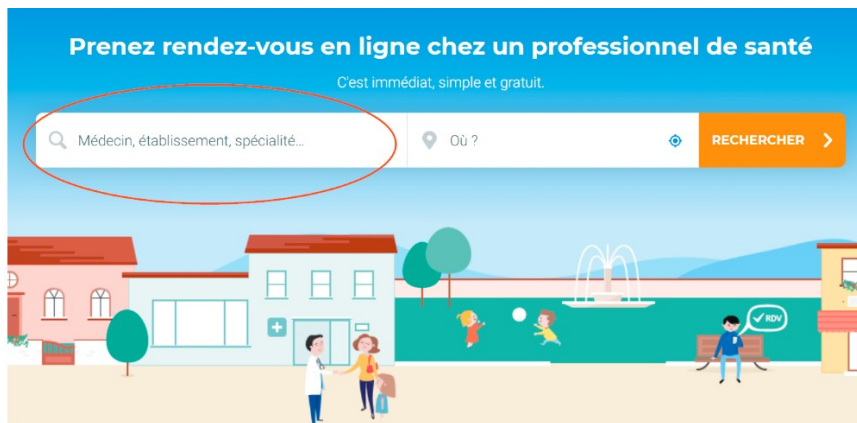 Prenez rendez-vous en ligne chez un professionnel de santé
C'est immédiat, simple et gratuit.
Médecin, établissement, spécialité... Où ? RECHERCHER
RDV